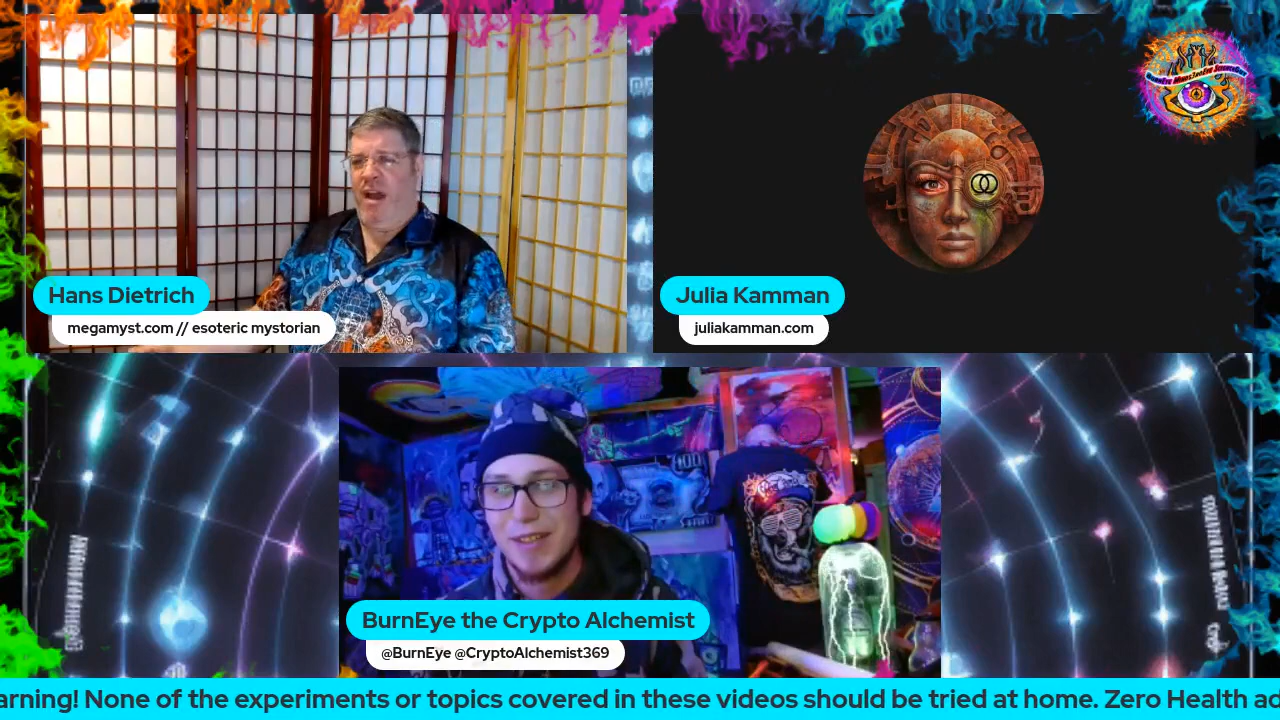 Hans Dietrich
megamyst.com // esoteric mystorian
Julia Kamman
juliakamman.com
BurnEye the Crypto Alchemist
@BurnEye @CryptoAlchemist369
arning! None of the experiments or topics covered in these videos should be tried at home. Zero Health ad